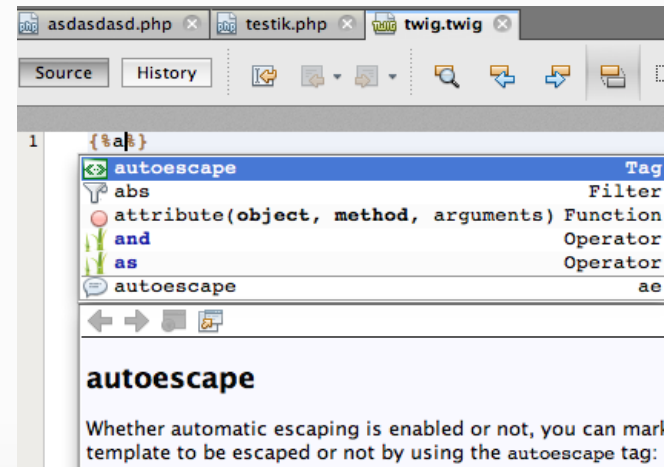 asdasdasd.php testik.php twig.twig
Source History
1 {%a%}
autoescape Tag
abs Filter
attribute(object, method, arguments) Function
and Operator
as Operator
autoescape ae
autoescape
Whether automatic escaping is enabled or not, you can mark
template to be escaped or not by using the autoescape tag: